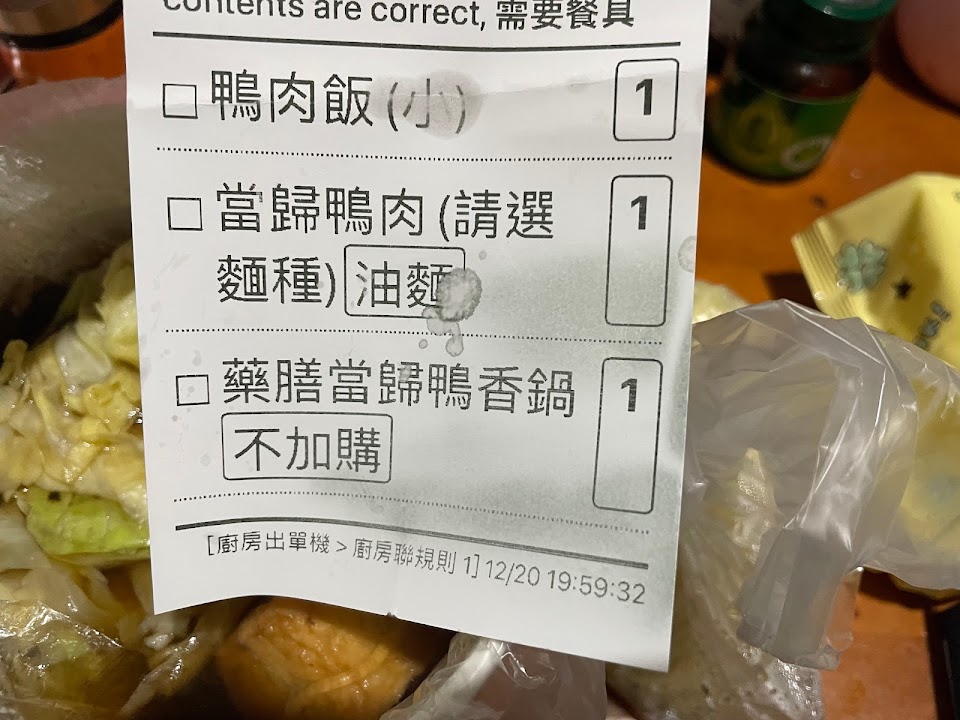 contents are correct, 需要餐具
鴨肉飯 (小) 1
當歸鴨肉 (請選 1
麵種) 油麵
藥膳當歸鴨香鍋 1
不加購
[廚房出單機 > 廚房聯規則 1] 12/20 19:59:32